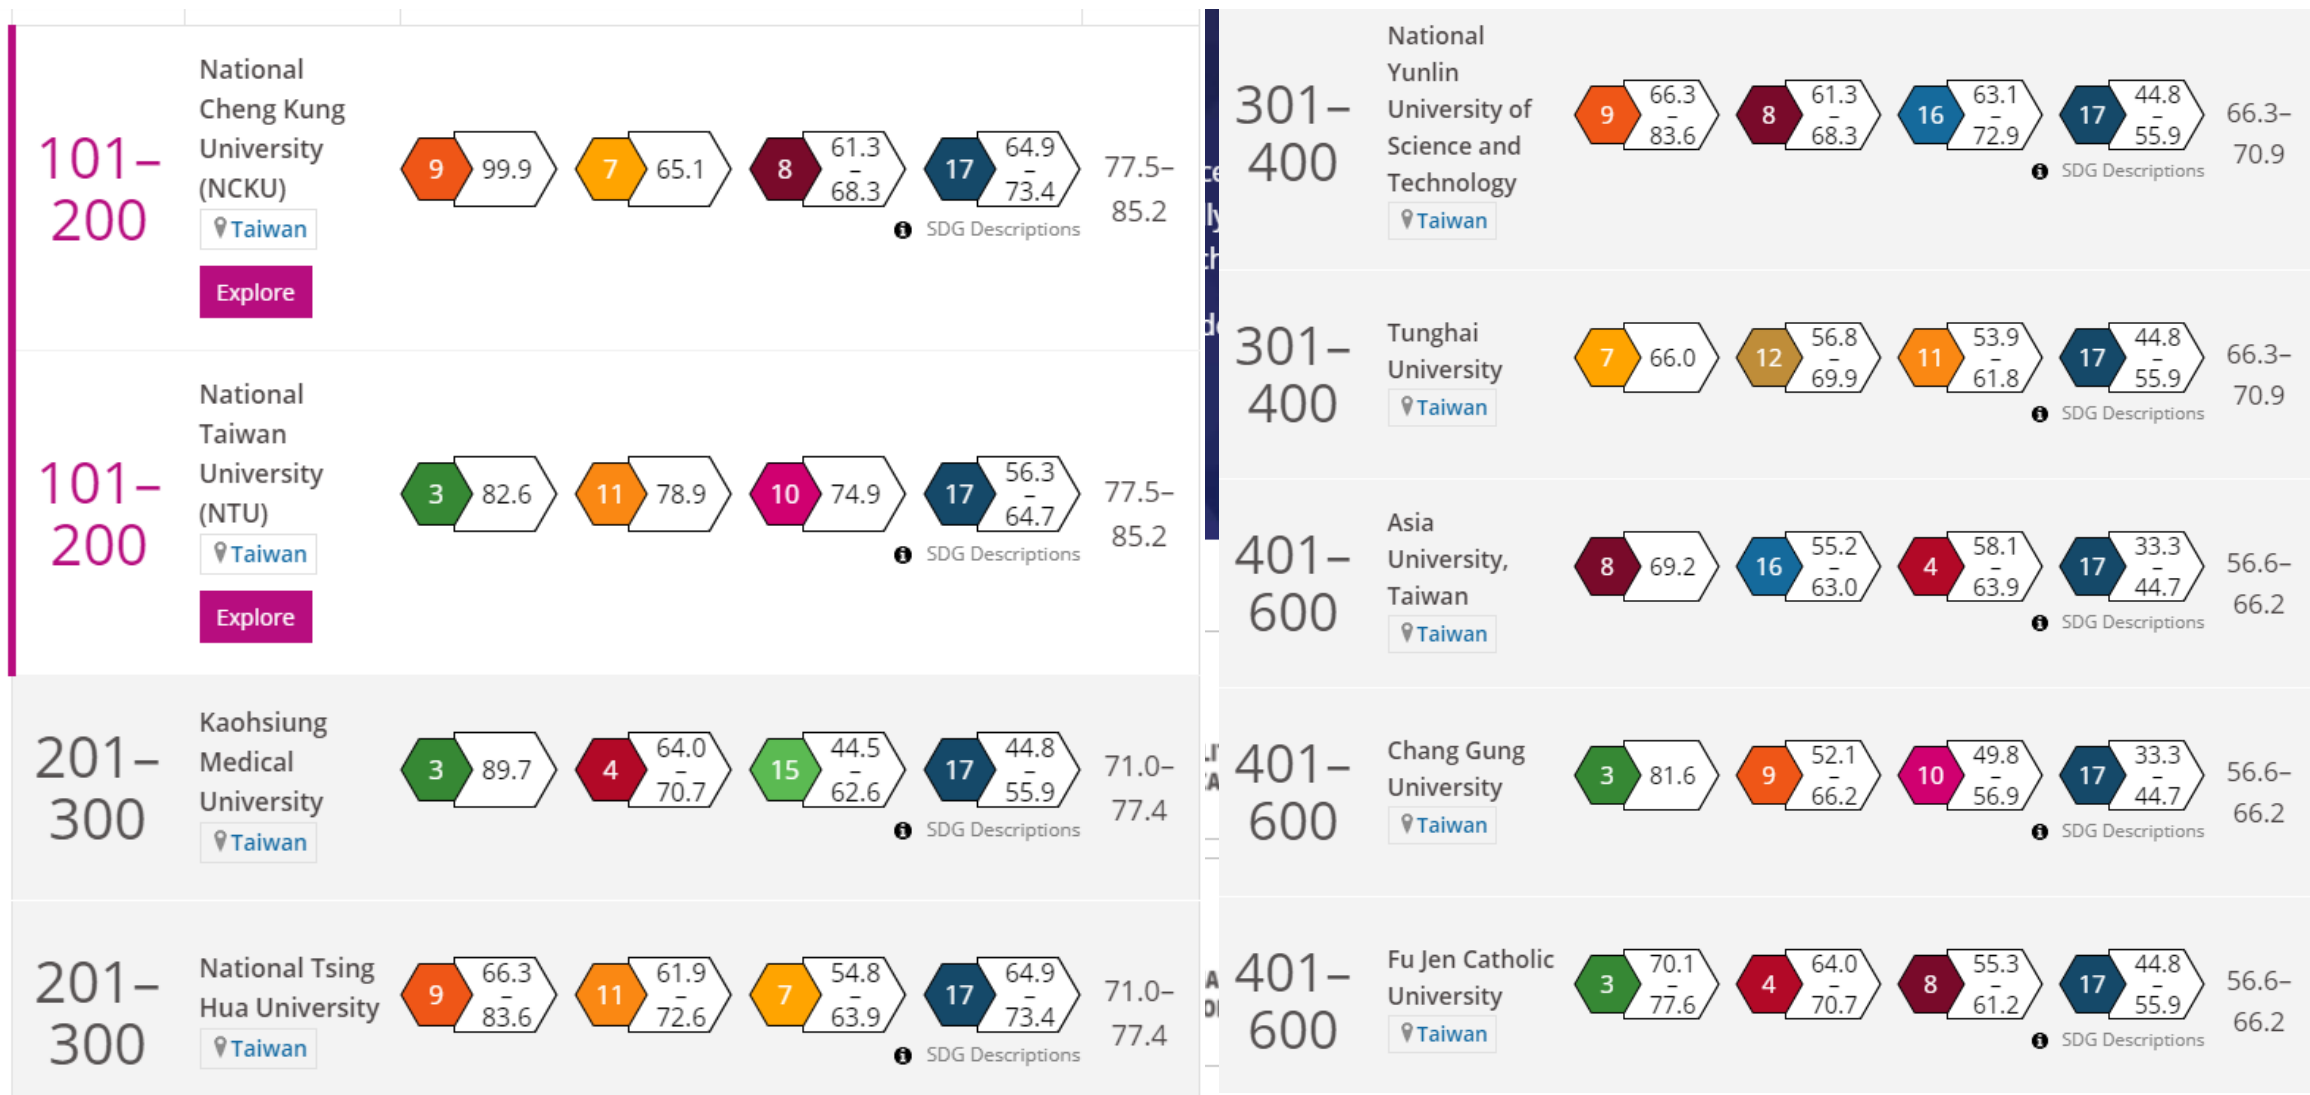 101–
200
National
Cheng Kung
University
(NCKU)
Taiwan
Explore
9 99.9
7 65.1
8 61.3
–
68.3
17 64.9
–
73.4
SDG Descriptions
77.5–
85.2
101–
200
National
Taiwan
University
(NTU)
Taiwan
Explore
3 82.6
11 78.9
10 74.9
17 56.3
–
64.7
SDG Descriptions
77.5–
85.2
201–
300
Kaohsiung
Medical
University
Taiwan
3 89.7
4 64.0
–
70.7
15 44.5
–
62.6
17 44.8
–
55.9
SDG Descriptions
71.0–
77.4
201–
300
National Tsing
Hua University
Taiwan
9 66.3
–
83.6
11 61.9
–
72.6
7 54.8
–
63.9
17 64.9
–
73.4
SDG Descriptions
71.0–
77.4
301–
400
National
Yunlin
University of
Science and
Technology
Taiwan
9 66.3
–
83.6
8 61.3
–
68.3
16 63.1
–
72.9
17 44.8
–
55.9
SDG Descriptions
66.3–
70.9
301–
400
Tunghai
University
Taiwan
7 66.0
12 56.8
–
69.9
11 53.9
–
61.8
17 44.8
–
55.9
SDG Descriptions
66.3–
70.9
401–
600
Asia
University,
Taiwan
Taiwan
8 69.2
16 55.2
–
63.0
4 58.1
–
63.9
17 33.3
–
44.7
SDG Descriptions
56.6–
66.2
401–
600
Chang Gung
University
Taiwan
3 81.6
9 52.1
–
66.2
10 49.8
–
56.9
17 33.3
–
44.7
SDG Descriptions
56.6–
66.2
401–
600
Fu Jen Catholic
University
Taiwan
3 70.1
–
77.6
4 64.0
–
70.7
8 55.3
–
61.2
17 44.8
–
55.9
SDG Descriptions
56.6–
66.2